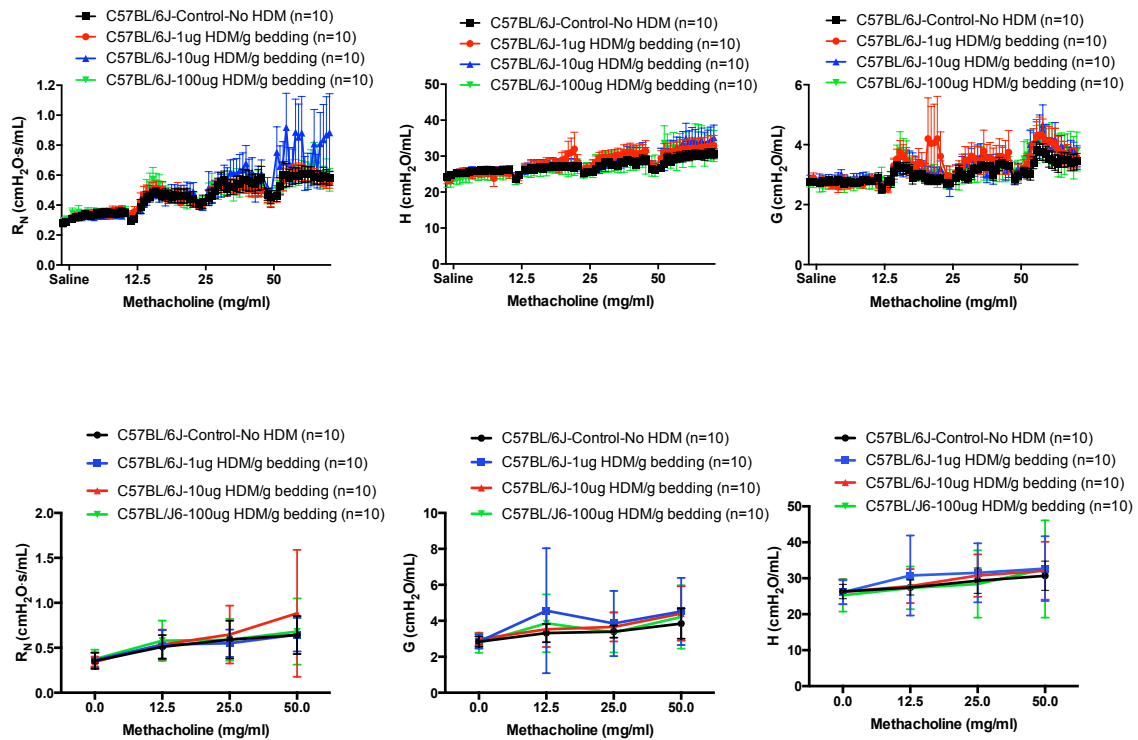 C57BL/6J-Control-No HDM (n=10)
C57BL/6J-1ug HDM/g bedding (n=10)
C57BL/6J-10ug HDM/g bedding (n=10)
C57BL/6J-100ug HDM/g bedding (n=10)
1.2
1.0
0.8
0.6
0.4
0.2
0.0
RN (cmH2O·s/mL)
Saline 12.5 25 50
Methacholine (mg/ml)
C57BL/6J-Control-No HDM (n=10)
C57BL/6J-1ug HDM/g bedding (n=10)
C57BL/6J-10ug HDM/g bedding (n=10)
C57BL/6J-100ug HDM/g bedding (n=10)
50
40
30
20
10
0
H (cmH2O/mL)
Saline 12.5 25 50
Methacholine (mg/ml)
C57BL/6J-Control-No HDM (n=10)
C57BL/6J-1ug HDM/g bedding (n=10)
C57BL/6J-10ug HDM/g bedding (n=10)
C57BL/6J-100ug HDM/g bedding (n=10)
6
4
2
0
G (cmH2O/mL)
Saline 12.5 25 50
Methacholine (mg/ml)
C57BL/6J-Control-No HDM (n=10)
C57BL/6J-1ug HDM/g bedding (n=10)
C57BL/6J-10ug HDM/g bedding (n=10)
C57BL/J6-100ug HDM/g bedding (n=10)
2.0
1.5
1.0
0.5
0.0
RN (cmH2O·s/mL)
0.0 12.5 25.0 50.0
Methacholine (mg/ml)
C57BL/6J-Control-No HDM (n=10)
C57BL/6J-1ug HDM/g bedding (n=10)
C57BL/6J-10ug HDM/g bedding (n=10)
C57BL/J6-100ug HDM/g bedding (n=10)
10
8
6
4
2
0
G (cmH2O/mL)
0.0 12.5 25.0 50.0
Methacholine (mg/ml)
C57BL/6J-Control-No HDM (n=10)
C57BL/6J-1ug HDM/g bedding (n=10)
C57BL/6J-10ug HDM/g bedding (n=10)
C57BL/J6-100ug HDM/g bedding (n=10)
50
40
30
20
10
0
H (cmH2O/mL)
0.0 12.5 25.0 50.0
Methacholine (mg/ml)